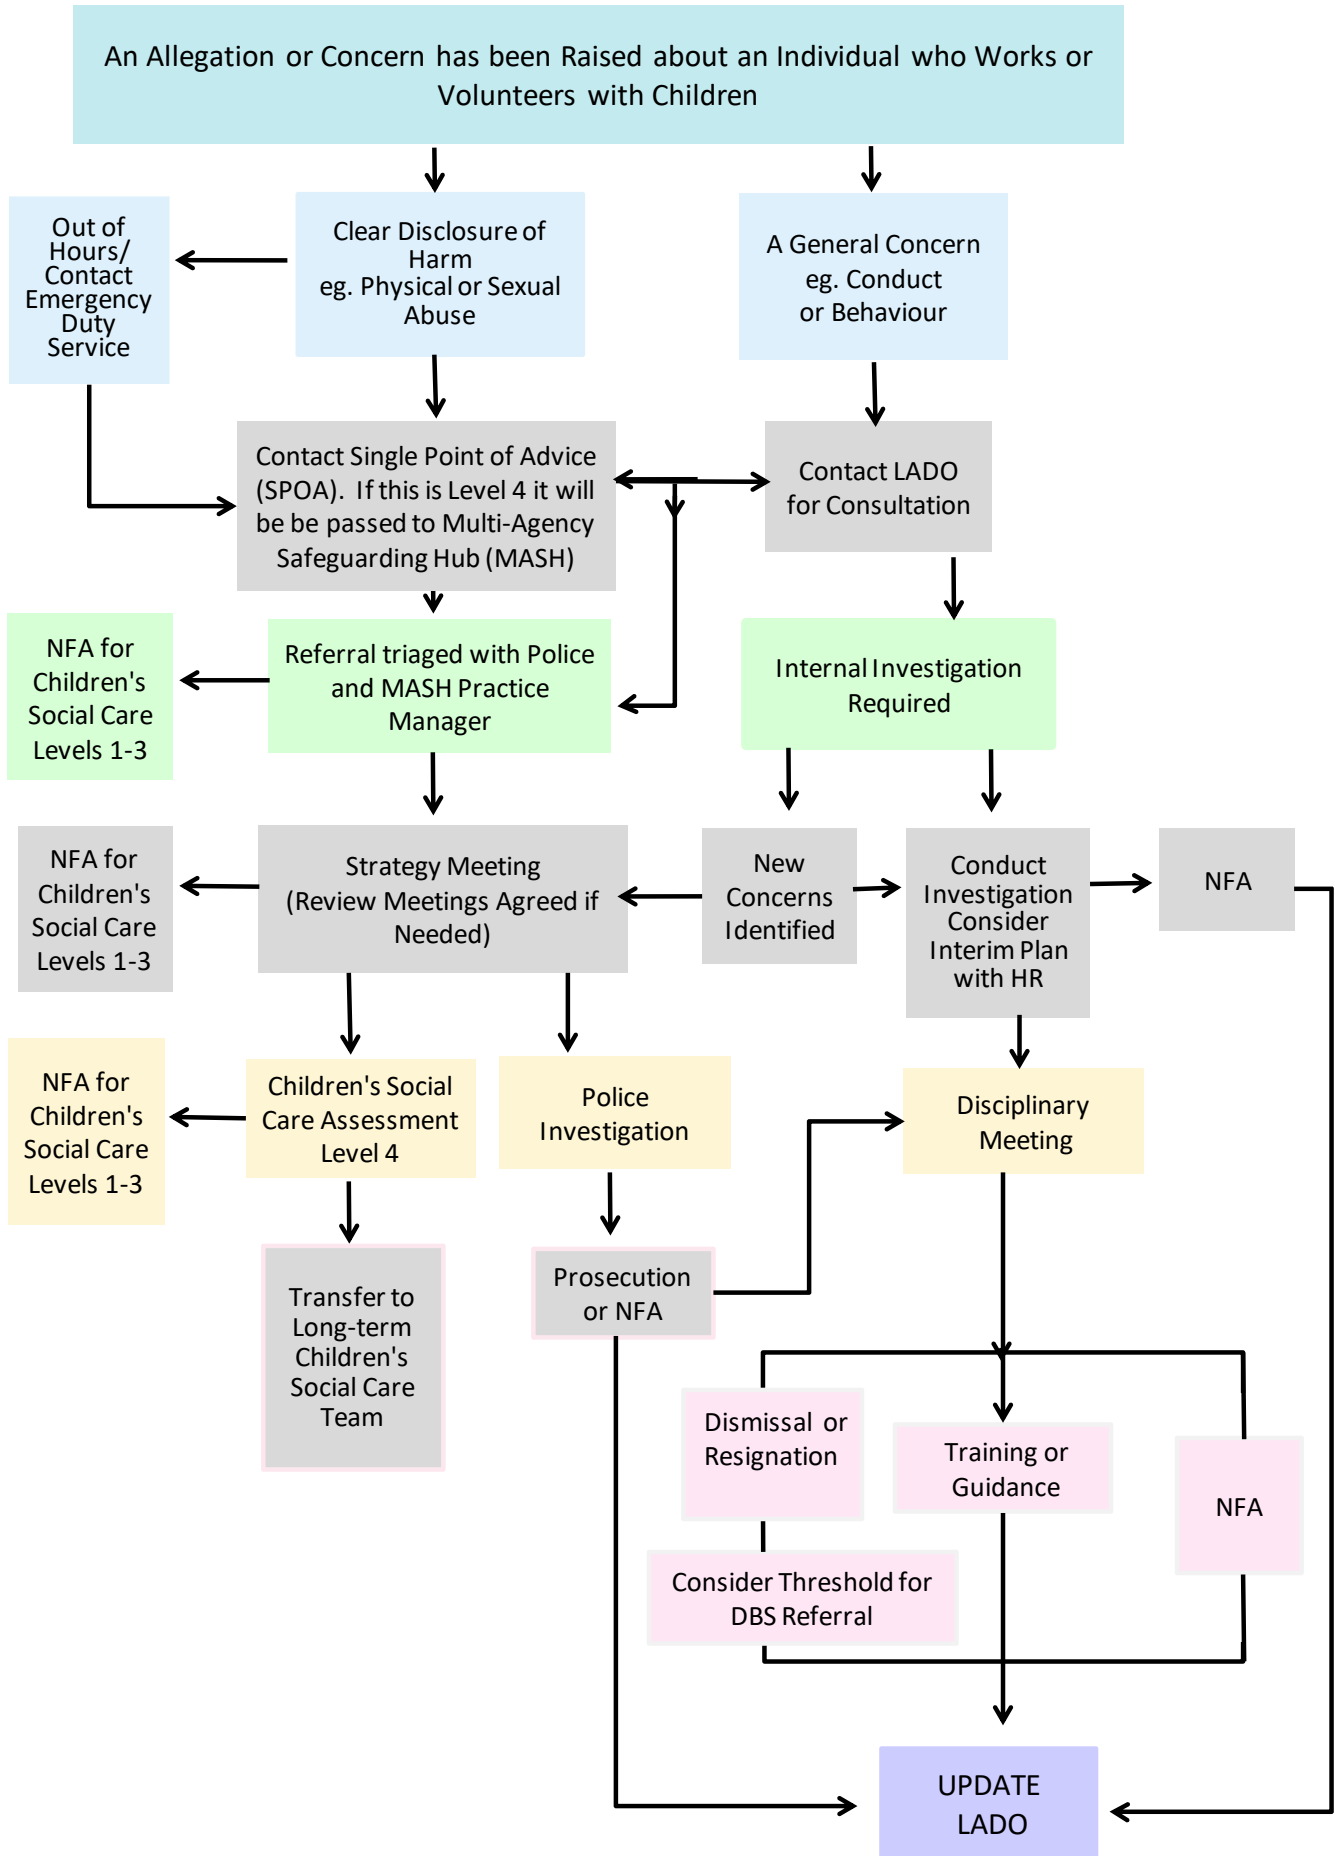 An Allegation or Concern has been Raised about an Individual who Works or
Volunteers with Children
Out of
Hours/
Contact
Emergency
Duty
Service
Clear Disclosure of
Harm
eg. Physical or Sexual
Abuse
A General Concern
eg. Conduct
or Behaviour
Contact Single Point of Advice
(SPOA). If this is Level 4 it will
be be passed to Multi-Agency
Safeguarding Hub (MASH)
Contact LADO
for Consultation
NFA for
Children's
Social Care
Levels 1-3
Referral triaged with Police
and MASH Practice
Manager
Internal Investigation
Required
NFA for
Children's
Social Care
Levels 1-3
Strategy Meeting
(Review Meetings Agreed if
Needed)
New
Concerns
Identified
Conduct
Investigation
Consider
Interim Plan
with HR
NFA
NFA for
Children's
Social Care
Levels 1-3
Children's Social
Care Assessment
Level 4
Police
Investigation
Disciplinary
Meeting
Transfer to
Long-term
Children's
Social Care
Team
Prosecution
or NFA
Dismissal or
Resignation
Training or
Guidance
NFA
Consider Threshold for
DBS Referral
UPDATE
LADO